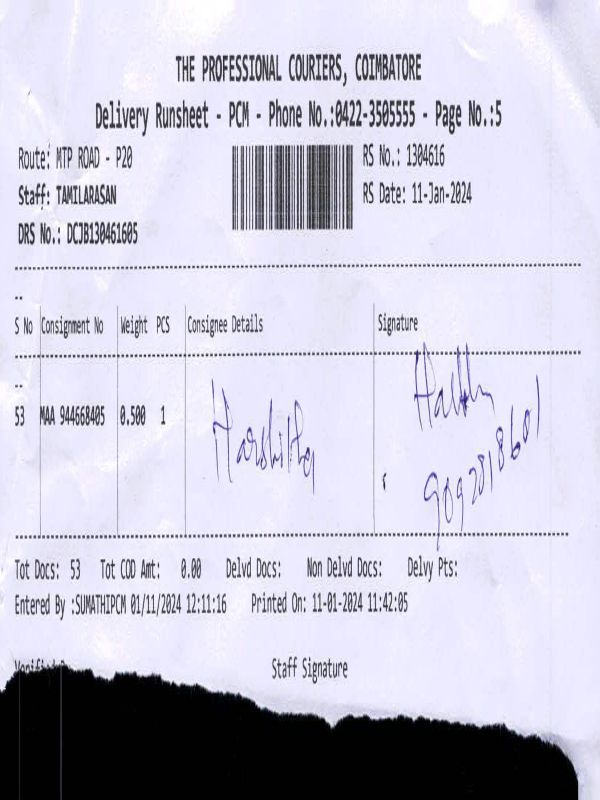 THE PROFESSIONAL COURIERS, COIMBATORE
Delivery Runsheet - PCM - Phone No.:0422-3505555 - Page No.:5
Route: MTP ROAD - P20
RS No.: 1304616
Staff: TAMILARASAN
RS Date: 11-Jan-2024
DRS No.: DCJB130461605
S No Consignment No Weight PCS Consignee Details Signature
53 MAA 944668405 0.500 1
9092818601
Tot Docs: 53 Tot COD Amt: 0.00 Delvd Docs: Non Delvd Docs: Delvy Pts:
Entered By :SUMATHIPCM 01/11/2024 12:11:16 Printed On: 11-01-2024 11:42:05
Staff Signature